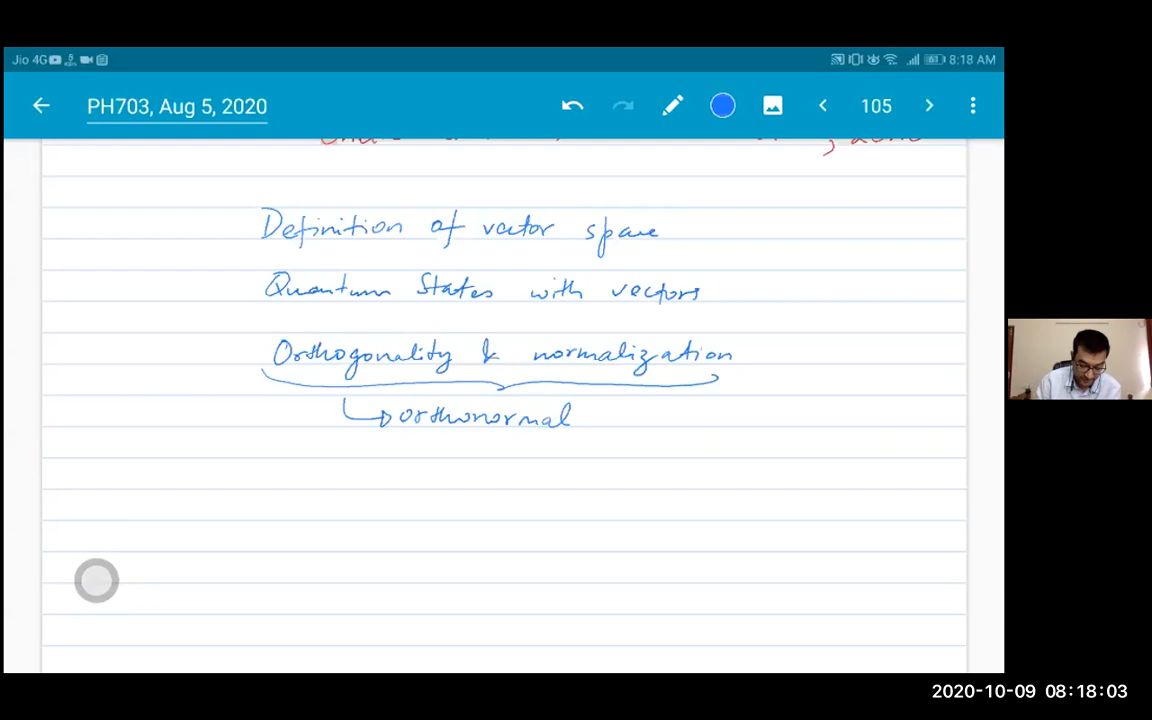 Jio 4G 8:18 AM
PH703, Aug 5, 2020 105
Definition of vector space
Quantum States with vectors
Orthogonality & normalization
orthonormal
2020-10-09 08:18:03